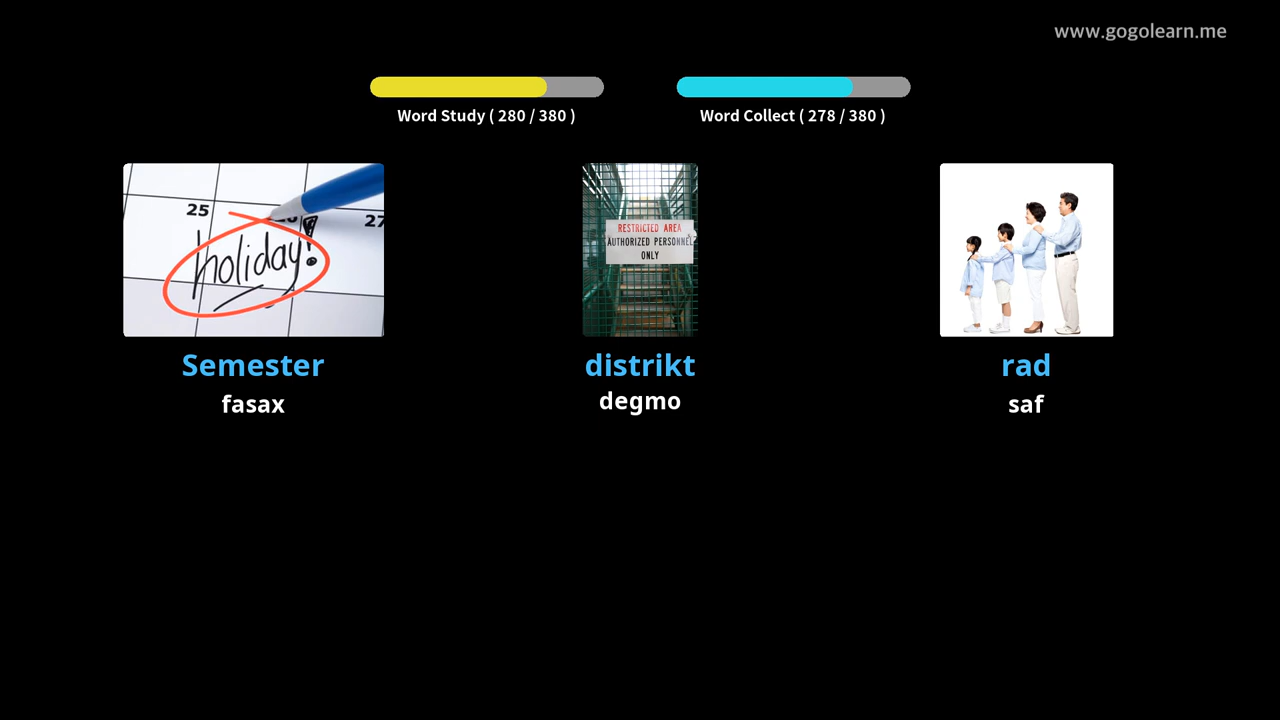 www.gogolearn.me
Word Study ( 280 / 380 )
Word Collect ( 278 / 380 )
25
27
holiday!
RESTRICTED AREA
AUTHORIZED PERSONNEL
ONLY
Semester
distrikt
rad
fasax
degmo
saf